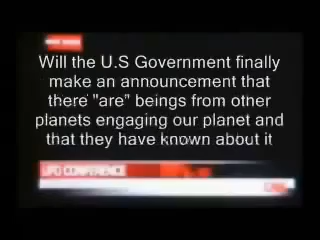 Will the U.S Government finally
make an announcement that
there "are" beings from other
planets engaging our planet and
that they have known about it
UFO CONFERENCE